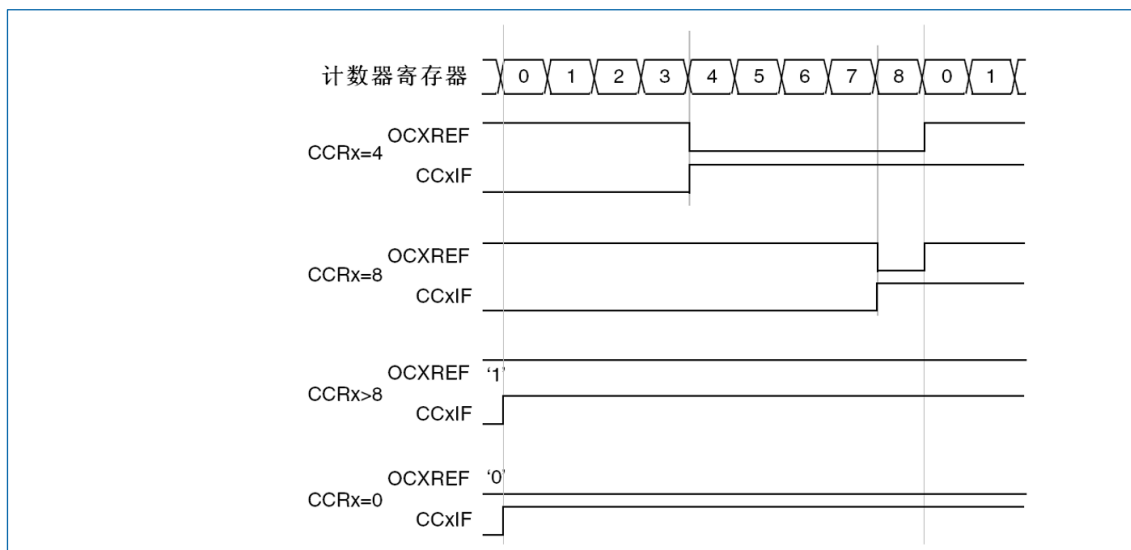 计数器寄存器 0 1 2 3 4 5 6 7 8 0 1
OCXREF
CCRx=4
CCxIF
OCXREF
CCRx=8
CCxIF
OCXREF '1'
CCRx>8
CCxIF
OCXREF '0'
CCRx=0
CCxIF